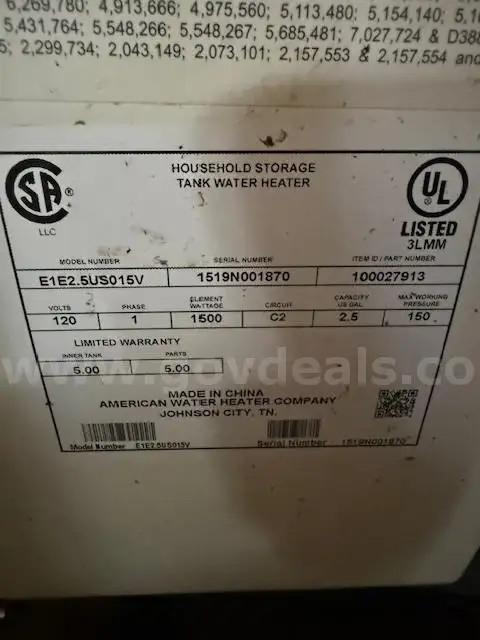 6,269,780; 4,913,666; 4,975,560; 5,113,480; 5,154,140;
5,431,764; 5,548,266; 5,548,267; 5,685,481; 7,027,724 & D388
5; 2,299,734; 2,043,149; 2,073,101; 2,157,553 & 2,157,554 and
SA ®
LLC
HOUSEHOLD STORAGE
TANK WATER HEATER
UL ®
LISTED
3LMM
MODEL NUMBER SERIAL NUMBER ITEM ID / PART NUMBER
E1E2.5US015V 1519N001870 100027913
VOLTS PHASE ELEMENT WATTAGE CIRCUIT CAPACITY US GAL MAX WORKING PRESSURE
120 1 1500 C2 2.5 150
LIMITED WARRANTY
INNER TANK PARTS
5.00 5.00 - -
www.govdeals.co
MADE IN CHINA
AMERICAN WATER HEATER COMPANY
JOHNSON CITY, TN.
Model Number E1E2.5US015V Serial Number 1519N001870